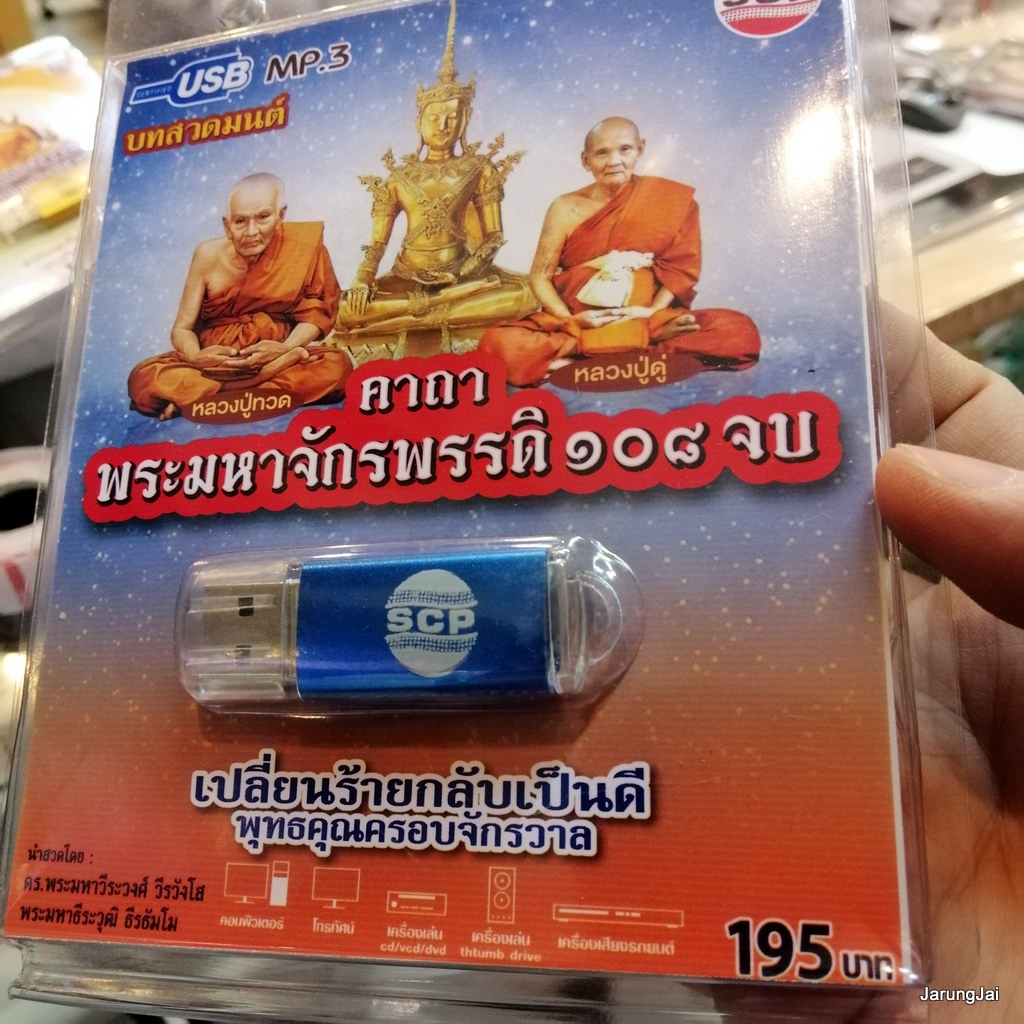 CERTIFIED USB MP.3
บทสวดมนต์
หลวงปู่ทวด
หลวงปู่ดู่
คาถา
พระมหาจักรพรรดิ ๑๐๘ จบ
SCP
เปลี่ยนร้ายกลับเป็นดี
พุทธคุณครอบจักรวาล
นำสวดโดย :
ดร.พระมหาวีระวงศ์ วีรวังโส
พระมหาธีระวุฒิ ธีรธัมโม
คอมพิวเตอร์
โทรทัศน์
เครื่องเล่น
cd/vcd/dvd
เครื่องเล่น
thtumb drive
เครื่องเสียงรถยนต์
195 บาท
JarungJai